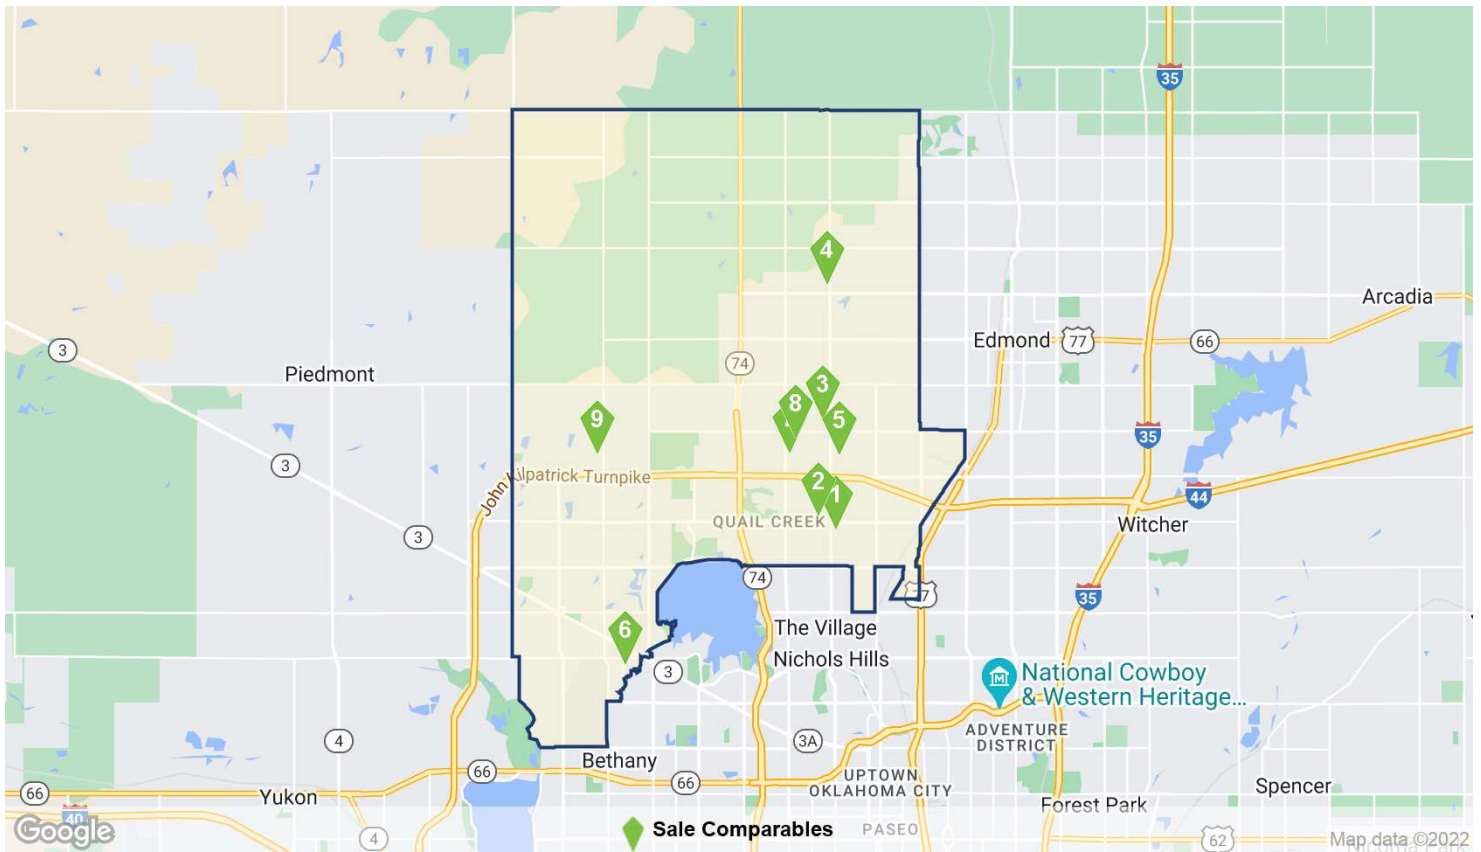 35
4
Arcadia
3
Edmond
77
66
74
Piedmont
3
8
9
5
35
3
John Kilpatrick Turnpike
2
1
44
3
QUAIL CREEK
Witcher
74
35
6
The Village
Nichols Hills
3
National Cowboy
& Western Heritage...
4
3A
ADVENTURE
DISTRICT
Bethany
66
66
UPTOWN
OKLAHOMA CITY
Spencer
66
Yukon
Forest Park
40
Google
4
Sale Comparables
PASEO
62
Map data ©2022